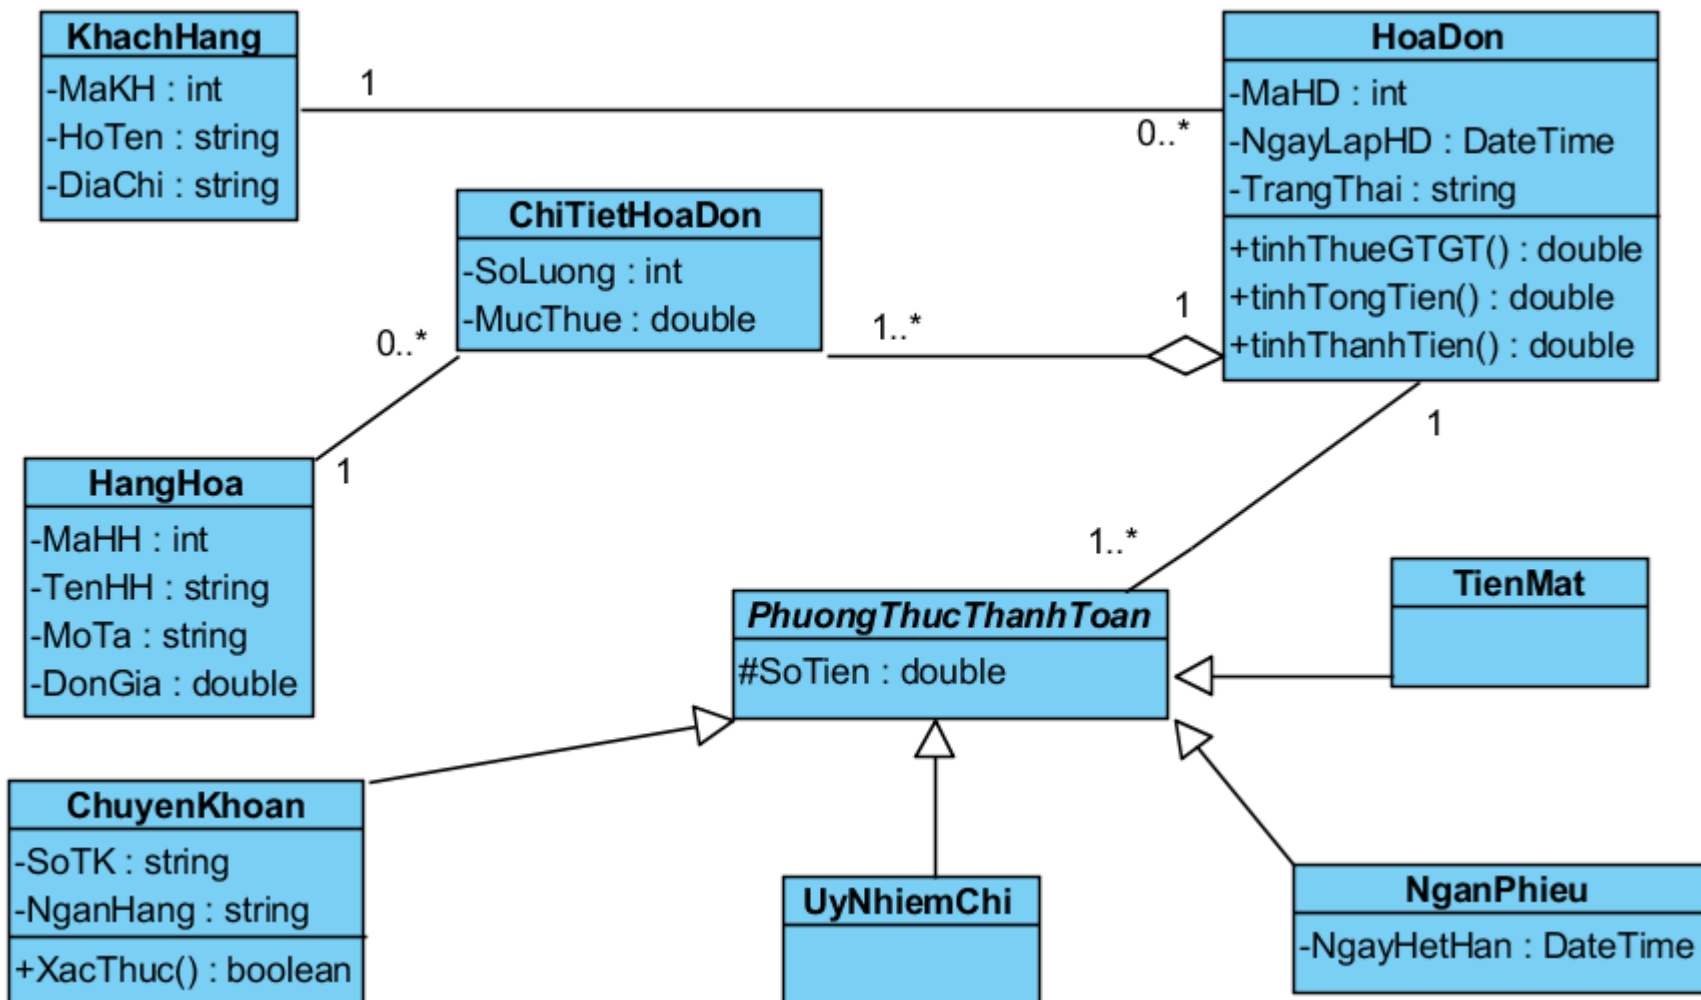 KhachHang
-MaKH : int
-HoTen : string
-DiaChi : string
1
0..*
HoaDon
-MaHD : int
-NgayLapHD : DateTime
-TrangThai : string
+tinhThueGTGT() : double
+tinhTongTien() : double
+tinhThanhTien() : double
ChiTietHoaDon
-SoLuong : int
-MucThue : double
1..*
1
0..*
1
HangHoa
-MaHH : int
-TenHH : string
-MoTa : string
-DonGia : double
1
1..*
PhuongThucThanhToan
#SoTien : double
TienMat
ChuyenKhoan
-SoTK : string
-NganHang : string
+XacThuc() : boolean
UyNhiemChi
NganPhieu
-NgayHetHan : DateTime